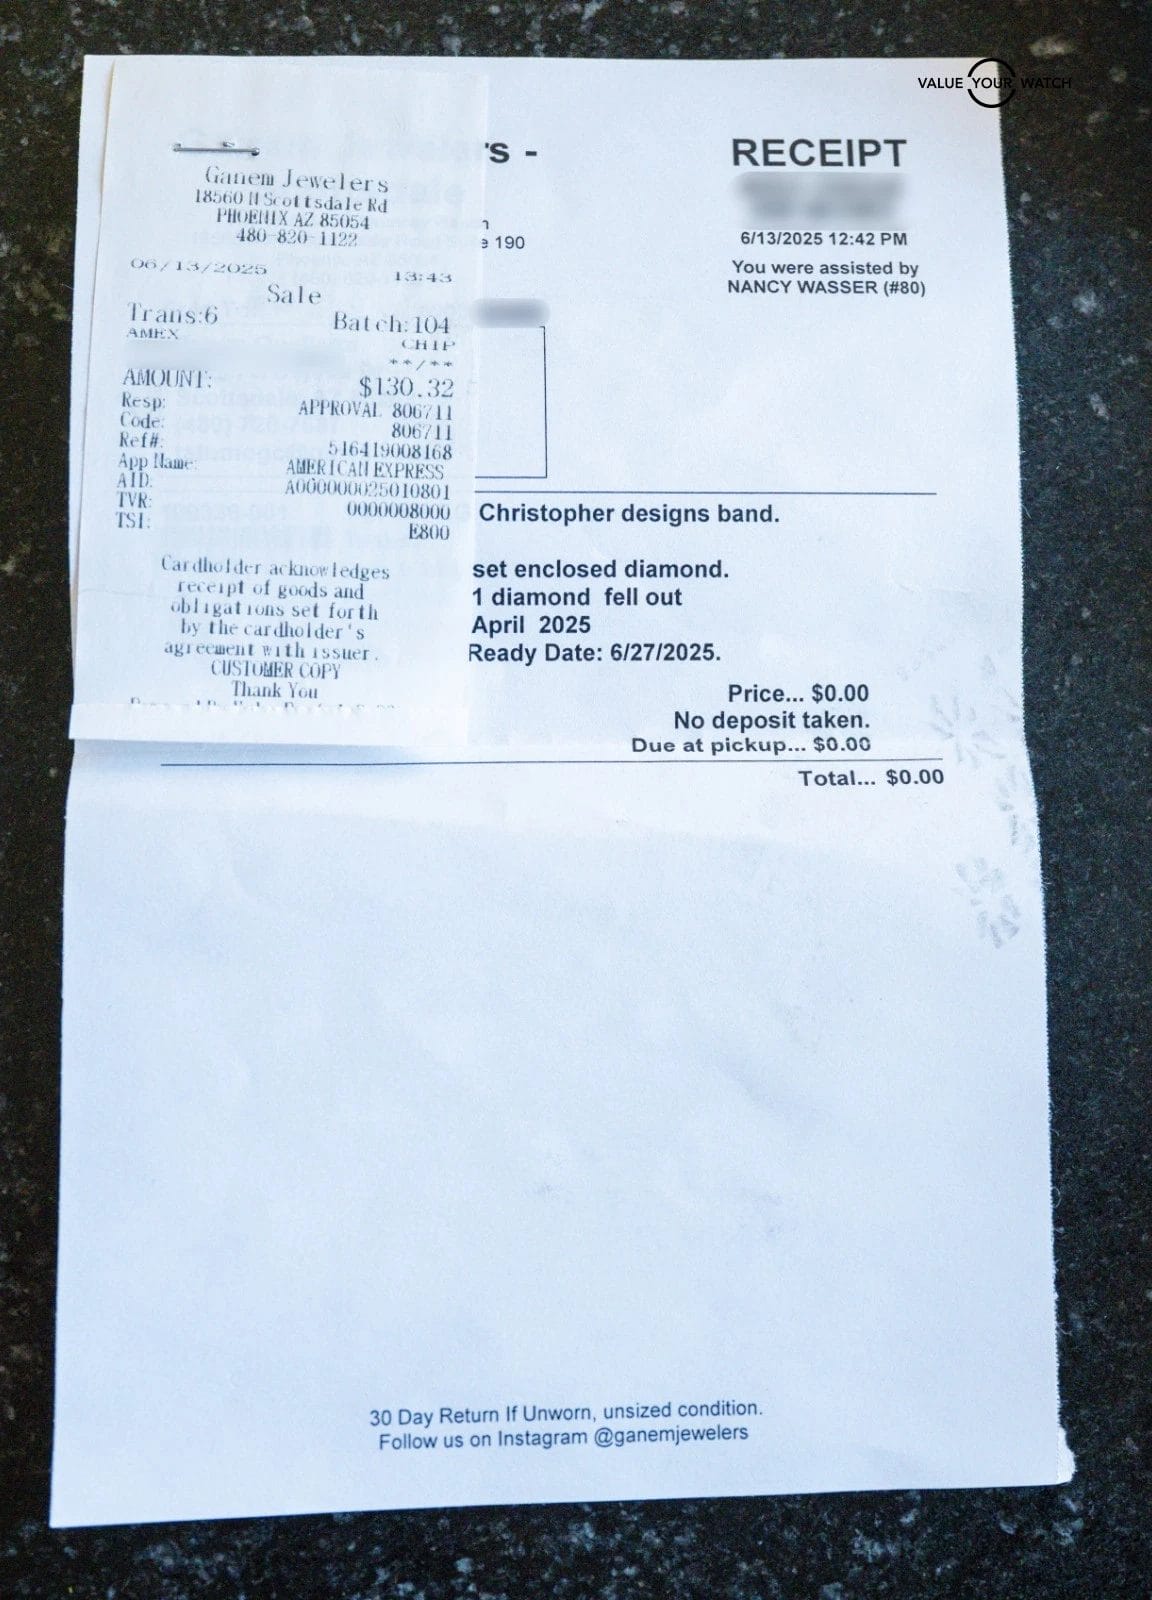 VALUE YOUR WATCH
's -
RECEIPT
6/13/2025 12:42 PM
You were assisted by
NANCY WASSER (#80)
e 190
Ganem Jewelers
18560 N Scottsdale Rd
PHOENIX AZ 85054
480-820-1122
06/13/2025 13:43
Sale
Trans:6 Batch:104
AMEX CHIP
**/**
AMOUNT: $130.32
Resp: APPROVAL 806711
Code: 806711
Ref#: 516419008168
App Name: AMERICAN EXPRESS
AID: A000000025010801
TVR: 0000008000
TSI: E800
Cardholder acknowledges
receipt of goods and
obligations set forth
by the cardholder's
agreement with issuer.
CUSTOMER COPY
Thank You
Christopher designs band.
set enclosed diamond.
1 diamond fell out
April 2025
Ready Date: 6/27/2025.
Price... $0.00
No deposit taken.
Due at pickup... $0.00
Total... $0.00
30 Day Return If Unworn, unsized condition.
Follow us on Instagram @ganemjewelers